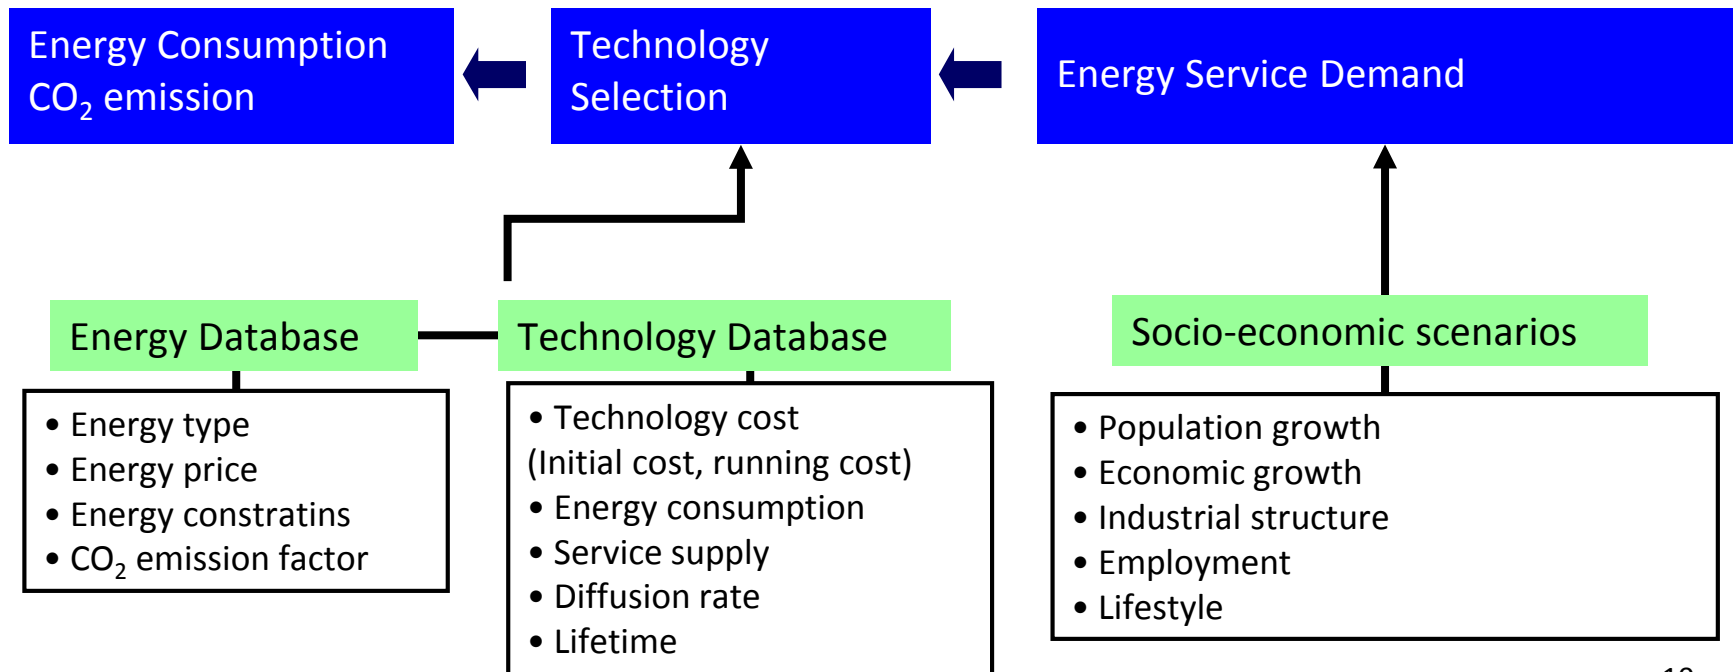 Energy Consumption
CO₂ emission
Technology
Selection
Energy Service Demand
Energy Database
Technology Database
Socio-economic scenarios
• Energy type
• Energy price
• Energy constratins
• CO₂ emission factor
• Technology cost
(Initial cost, running cost)
• Energy consumption
• Service supply
• Diffusion rate
• Lifetime
• Population growth
• Economic growth
• Industrial structure
• Employment
• Lifestyle